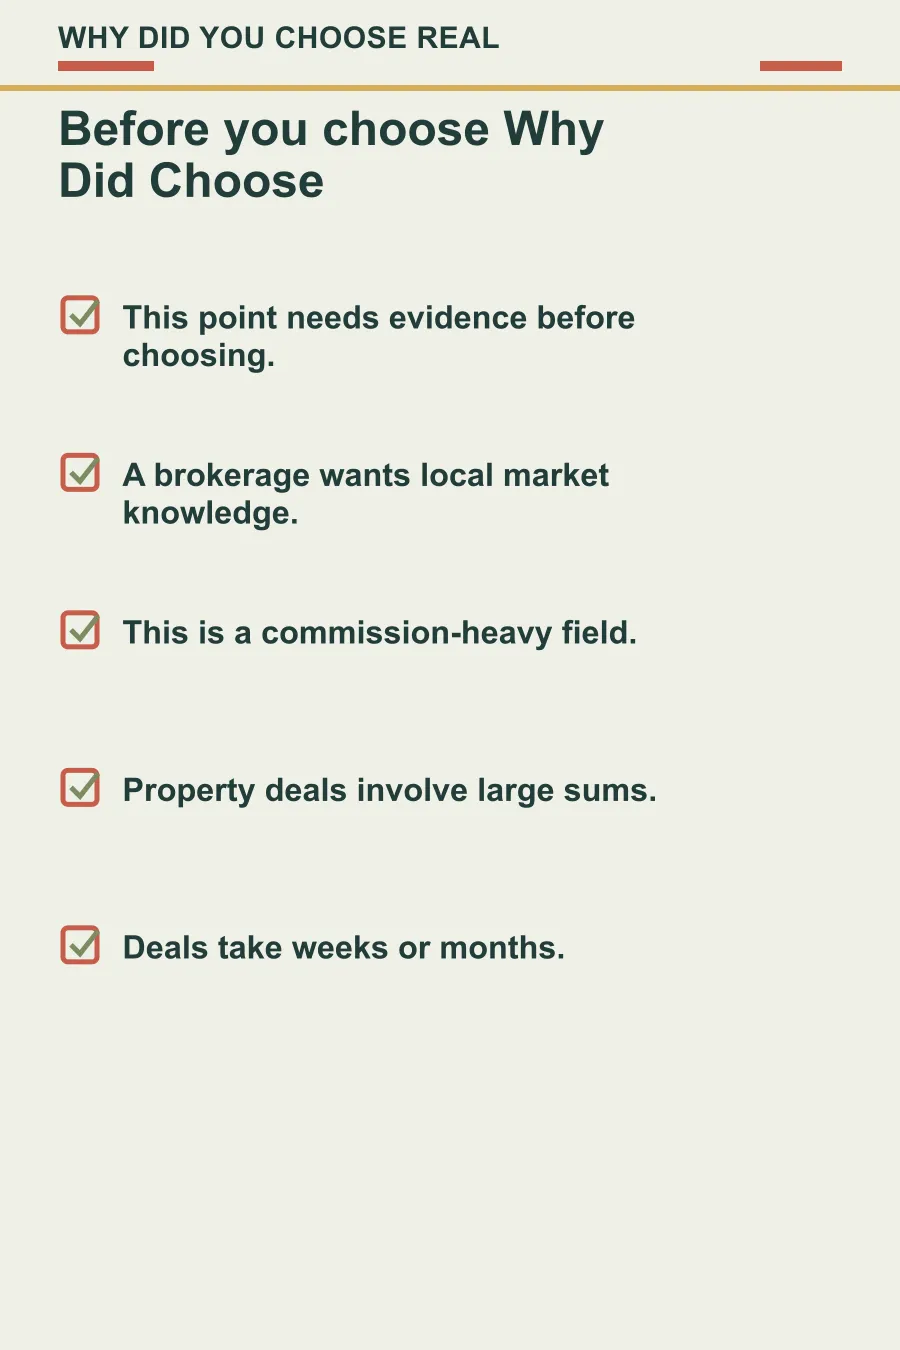 WHY DID YOU CHOOSE REAL
Before you choose Why
Did Choose
This point needs evidence before
choosing.
A brokerage wants local market
knowledge.
This is a commission-heavy field.
Property deals involve large sums.
Deals take weeks or months.